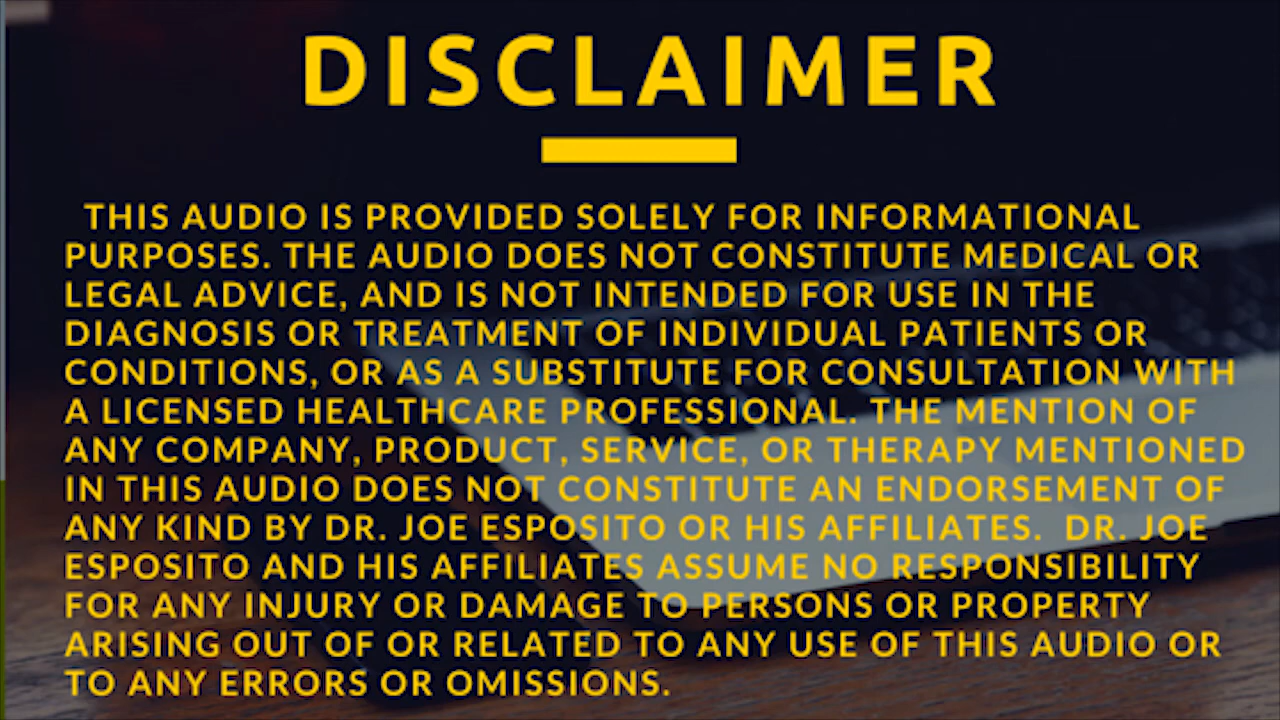 DISCLAIMER
THIS AUDIO IS PROVIDED SOLELY FOR INFORMATIONAL
PURPOSES. THE AUDIO DOES NOT CONSTITUTE MEDICAL OR
LEGAL ADVICE, AND IS NOT INTENDED FOR USE IN THE
DIAGNOSIS OR TREATMENT OF INDIVIDUAL PATIENTS OR
CONDITIONS, OR AS A SUBSTITUTE FOR CONSULTATION WITH
A LICENSED HEALTHCARE PROFESSIONAL. THE MENTION OF
ANY COMPANY, PRODUCT, SERVICE, OR THERAPY MENTIONED
IN THIS AUDIO DOES NOT CONSTITUTE AN ENDORSEMENT OF
ANY KIND BY DR. JOE ESPOSITO OR HIS AFFILIATES. DR. JOE
ESPOSITO AND HIS AFFILIATES ASSUME NO RESPONSIBILITY
FOR ANY INJURY OR DAMAGE TO PERSONS OR PROPERTY
ARISING OUT OF OR RELATED TO ANY USE OF THIS AUDIO OR
TO ANY ERRORS OR OMISSIONS.